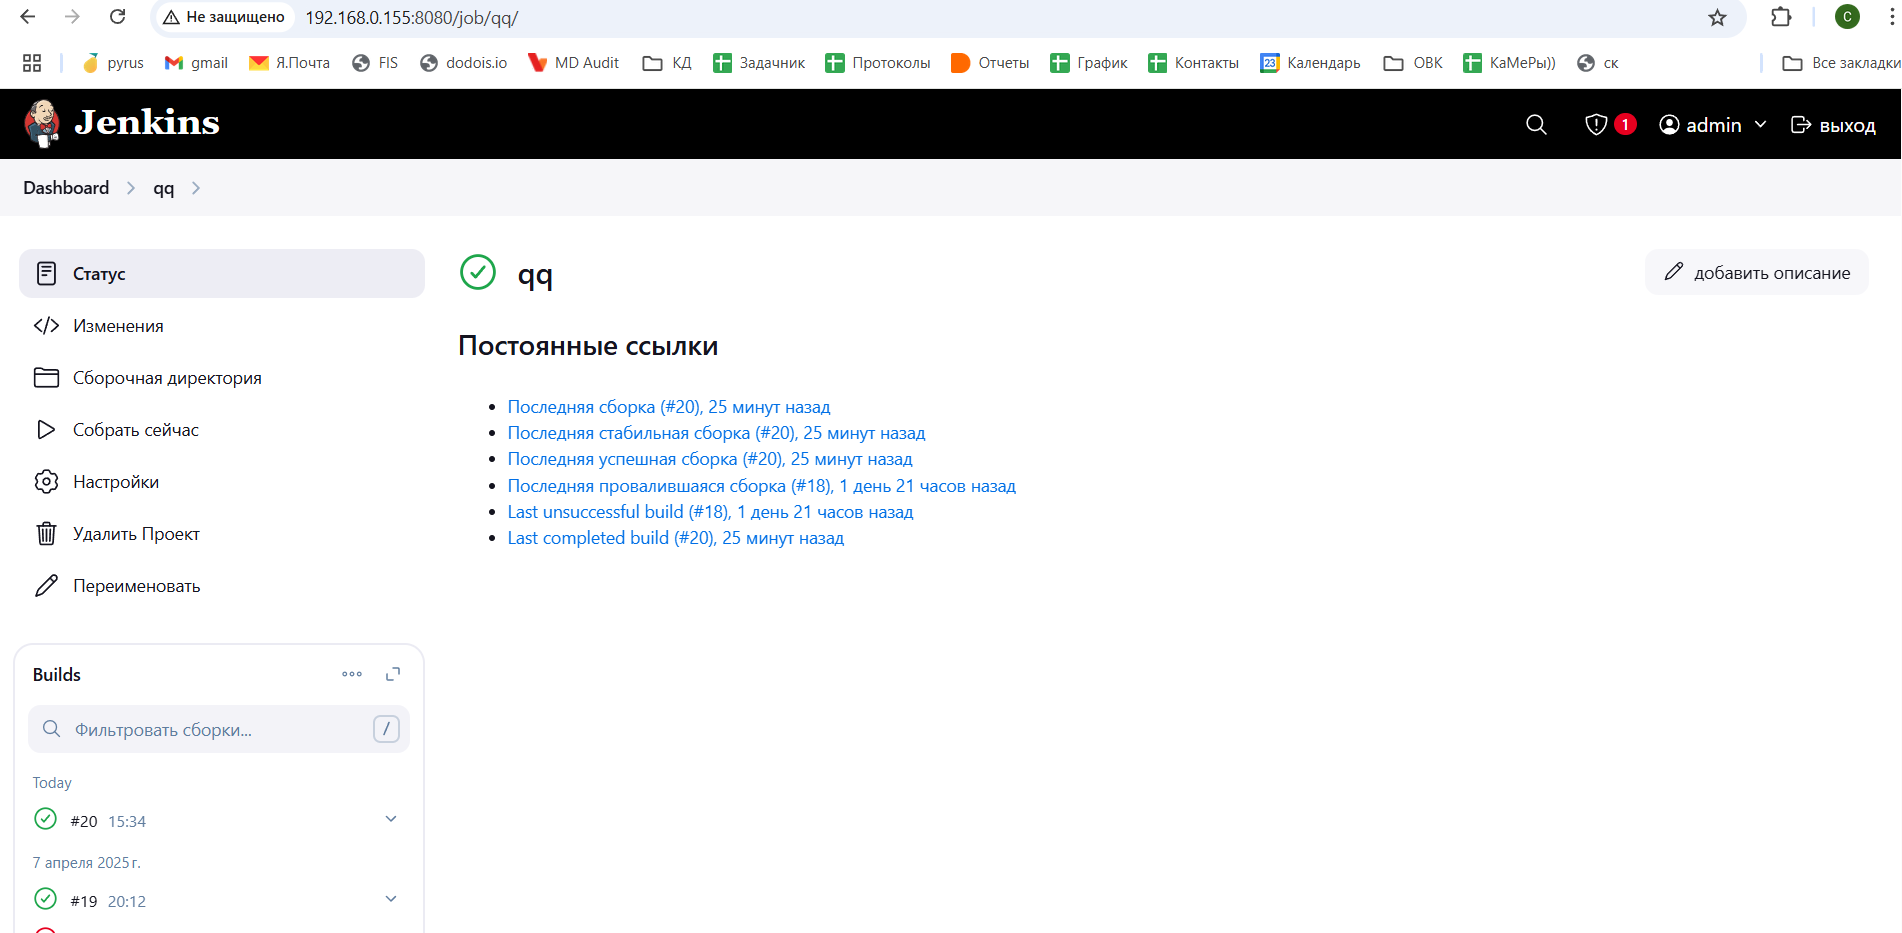 Не защищено 192.168.0.155:8080/job/qq/ C
pyrus gmail Я.Почта FIS dodois.io MD Audit КД Задачник Протоколы Отчеты График Контакты 23 Календарь ОВК КаМеРы)) ск Все закладки
Jenkins 1 admin выход
Dashboard qq
Статус
Изменения
Сборочная директория
Собрать сейчас
Настройки
Удалить Проект
Переименовать
qq
добавить описание
Постоянные ссылки
Последняя сборка (#20), 25 минут назад
Последняя стабильная сборка (#20), 25 минут назад
Последняя успешная сборка (#20), 25 минут назад
Последняя провалившаяся сборка (#18), 1 день 21 часов назад
Last unsuccessful build (#18), 1 день 21 часов назад
Last completed build (#20), 25 минут назад
Builds
Фильтровать сборки... /
Today
#20 15:34
7 апреля 2025 г.
#19 20:12